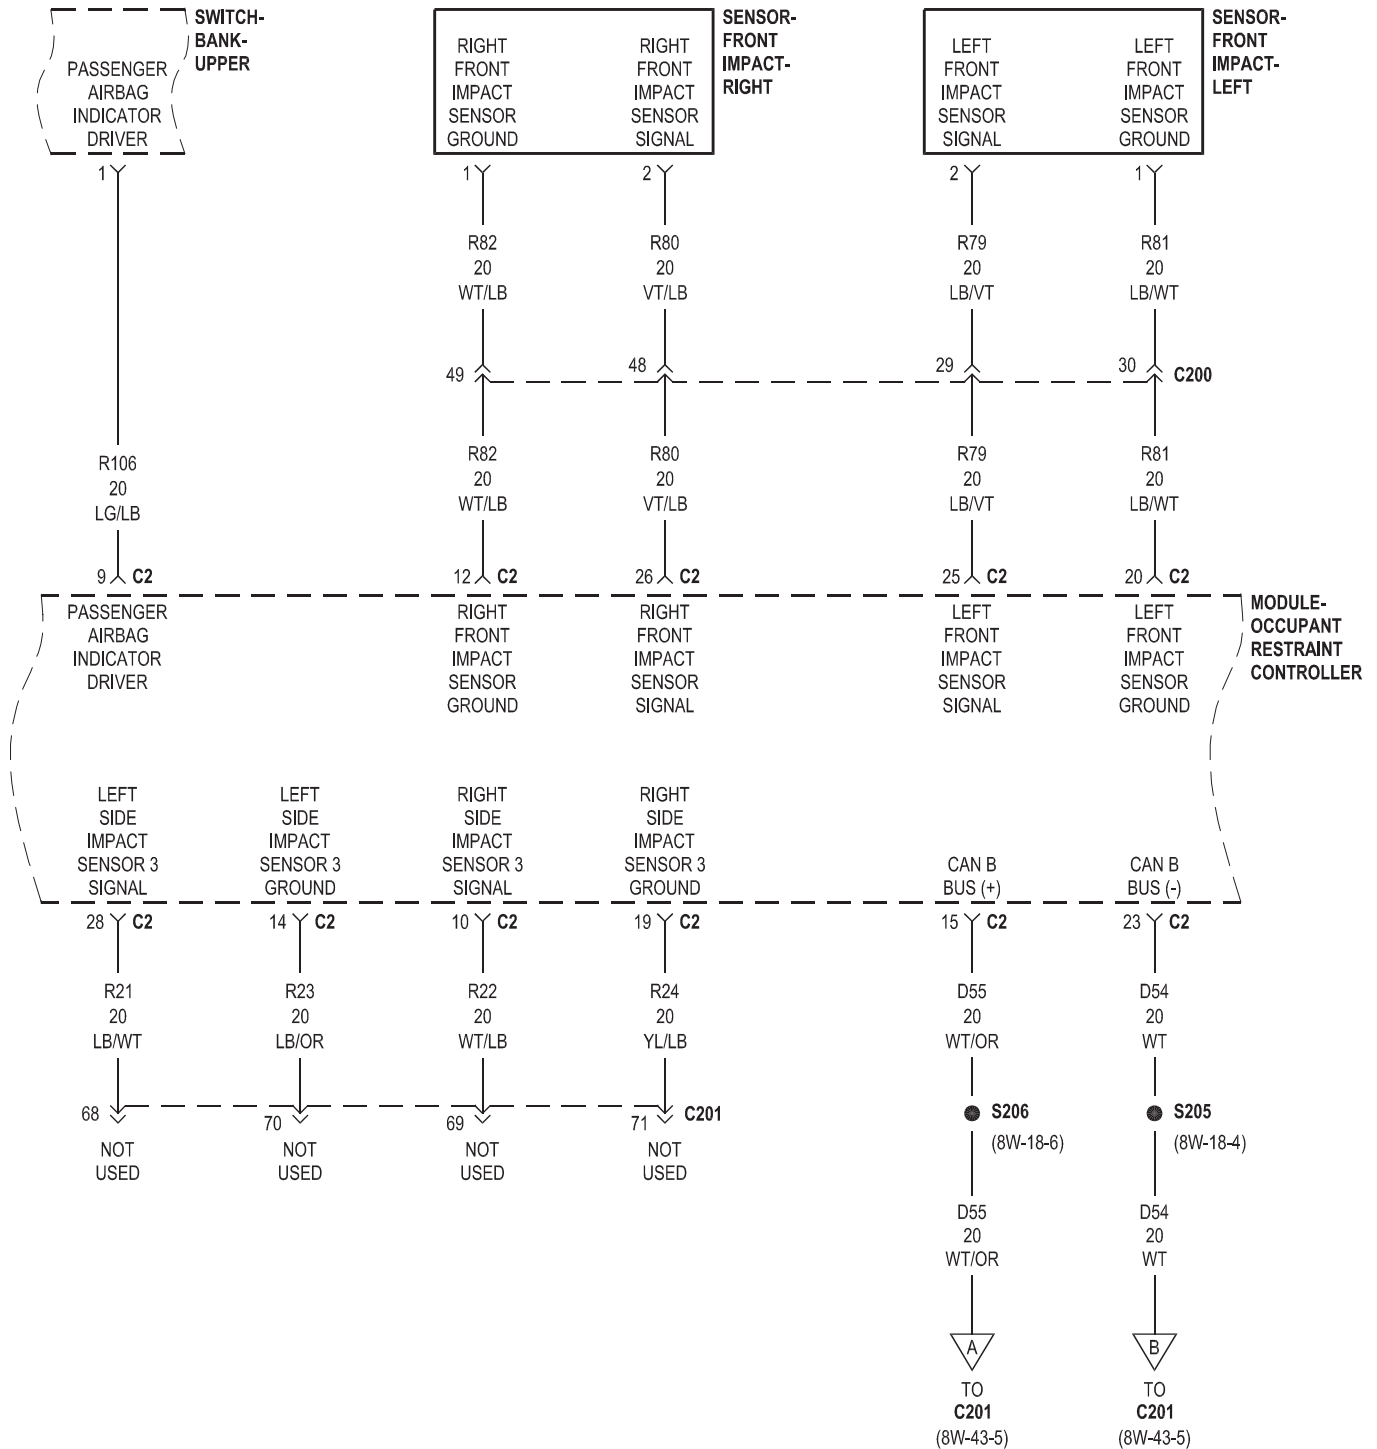 SWITCH-
BANK-
UPPER
PASSENGER
AIRBAG
INDICATOR
DRIVER
SENSOR-
FRONT
IMPACT-
RIGHT
RIGHT
FRONT
IMPACT
SENSOR
GROUND
RIGHT
FRONT
IMPACT
SENSOR
SIGNAL
SENSOR-
FRONT
IMPACT-
LEFT
LEFT
FRONT
IMPACT
SENSOR
SIGNAL
LEFT
FRONT
IMPACT
SENSOR
GROUND
1
1
2
2
1
R82
20
WT/LB
R80
20
VT/LB
R79
20
LB/VT
R81
20
LB/WT
49
48
29
30
C200
R106
20
LG/LB
R82
20
WT/LB
R80
20
VT/LB
R79
20
LB/VT
R81
20
LB/WT
9 C2
12 C2
26 C2
25 C2
20 C2
MODULE-
OCCUPANT
RESTRAINT
CONTROLLER
PASSENGER
AIRBAG
INDICATOR
DRIVER
RIGHT
FRONT
IMPACT
SENSOR
GROUND
RIGHT
FRONT
IMPACT
SENSOR
SIGNAL
LEFT
FRONT
IMPACT
SENSOR
SIGNAL
LEFT
FRONT
IMPACT
SENSOR
GROUND
LEFT
SIDE
IMPACT
SENSOR 3
SIGNAL
LEFT
SIDE
IMPACT
SENSOR 3
GROUND
RIGHT
SIDE
IMPACT
SENSOR 3
SIGNAL
RIGHT
SIDE
IMPACT
SENSOR 3
GROUND
CAN B
BUS (+)
CAN B
BUS (-)
28 C2
14 C2
10 C2
19 C2
15 C2
23 C2
R21
20
LB/WT
R23
20
LB/OR
R22
20
WT/LB
R24
20
YL/LB
D55
20
WT/OR
D54
20
WT
68
70
69
71
C201
NOT
USED
NOT
USED
NOT
USED
NOT
USED
S206
(8W-18-6)
S205
(8W-18-4)
D55
20
WT/OR
D54
20
WT
A
B
TO
C201
(8W-43-5)
TO
C201
(8W-43-5)